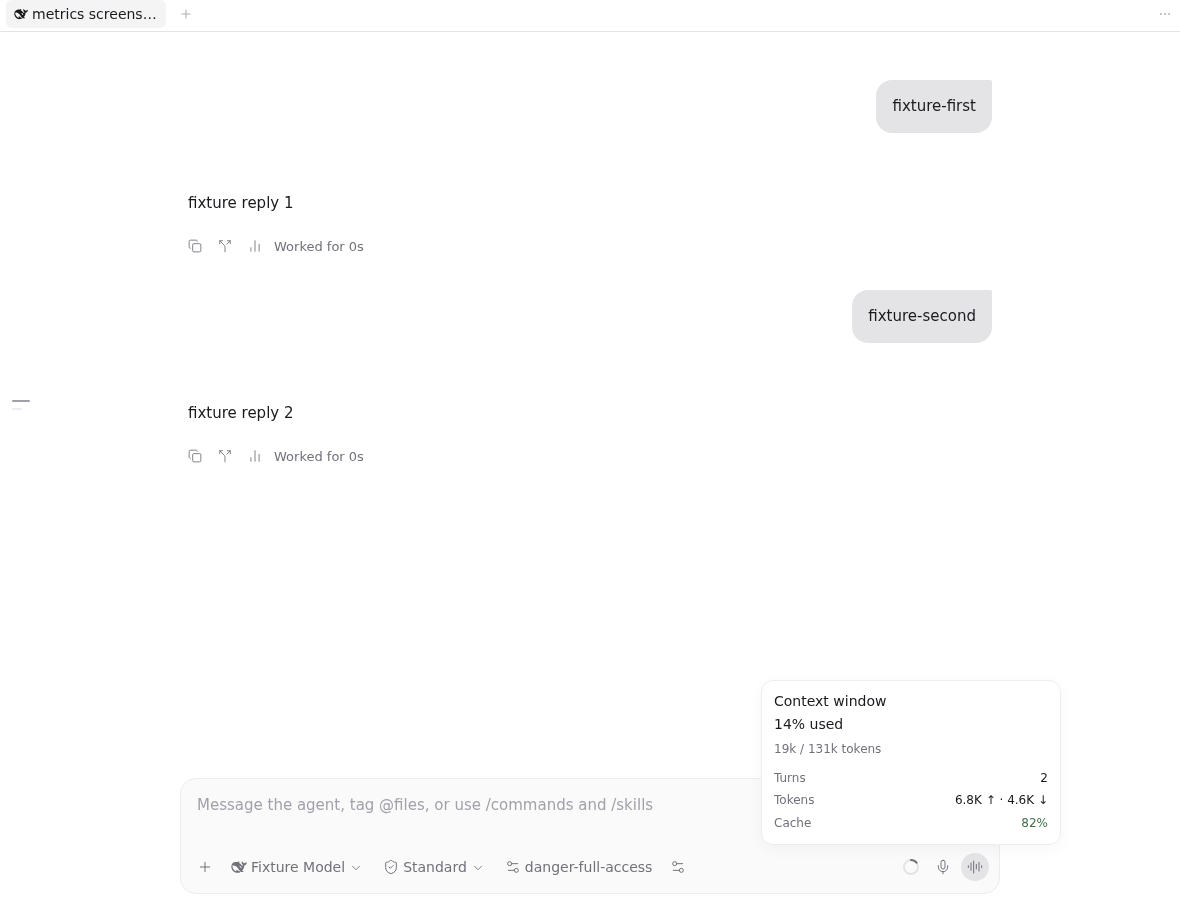 metrics screens…
fixture-first
fixture reply 1
Worked for 0s
fixture-second
fixture reply 2
Worked for 0s
Context window
14% used
19k / 131k tokens
Turns 2
Tokens 6.8K ↑ · 4.6K ↓
Cache 82%
Message the agent, tag @files, or use /commands and /skills
Fixture Model Standard danger-full-access